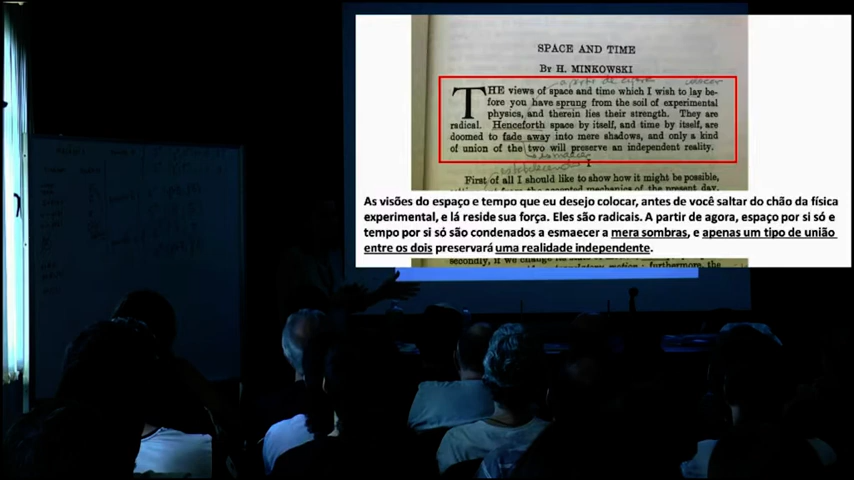 SPACE AND TIME
By H. MINKOWSKI
THE views of space and time which I wish to lay be-
fore you have sprung from the soil of experimental
physics, and therein lies their strength. They are
radical. Henceforth space by itself, and time by itself, are
doomed to fade away into mere shadows, and only a kind
of union of the two will preserve an independent reality.
First of all I should like to show how it might be possible,
As visões do espaço e tempo que eu desejo colocar, antes de você saltar do chão da física
experimental, e lá reside sua força. Eles são radicais. A partir de agora, espaço por si só e
tempo por si só são condenados a esmaecer a mera sombras, e apenas um tipo de união
entre os dois preservará uma realidade independente.